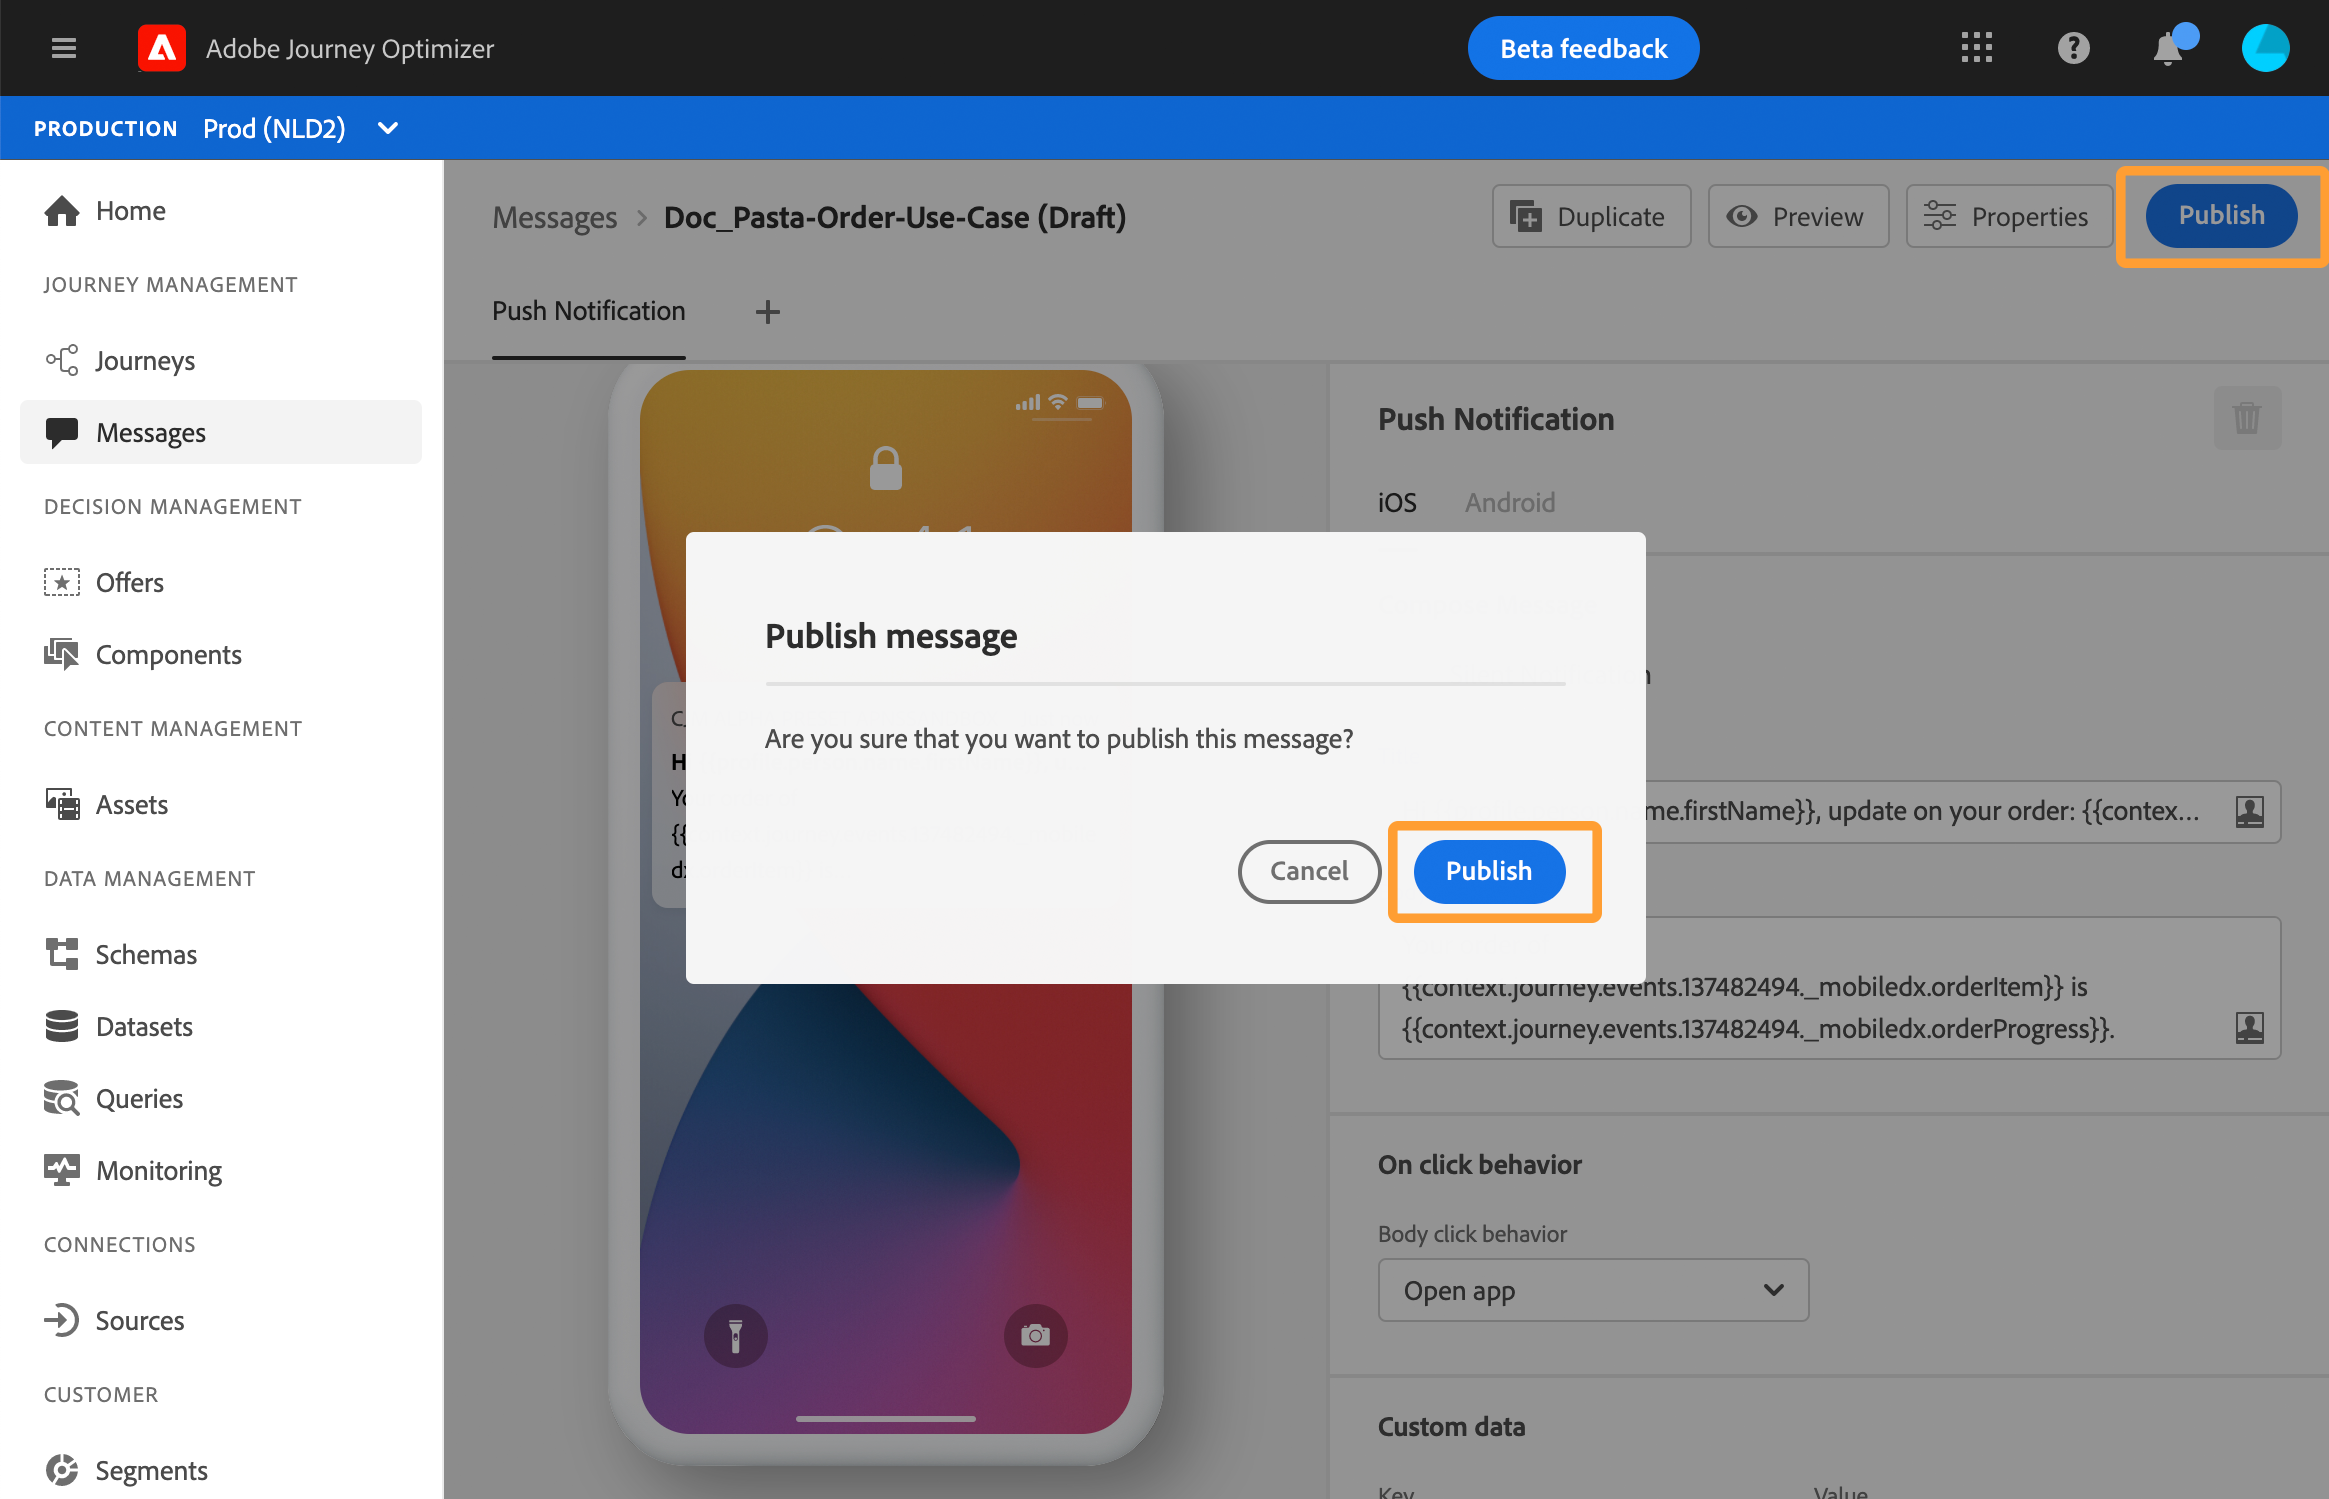 Adobe Journey Optimizer
Beta feedback
PRODUCTION Prod (NLD2)
Home
JOURNEY MANAGEMENT
Journeys
Messages
DECISION MANAGEMENT
Offers
Components
CONTENT MANAGEMENT
Assets
DATA MANAGEMENT
Schemas
Datasets
Queries
Monitoring
CONNECTIONS
Sources
CUSTOMER
Segments
Messages > Doc_Pasta-Order-Use-Case (Draft)
Duplicate
Preview
Properties
Publish
Push Notification
Push Notification
iOS Android
Publish message
Are you sure that you want to publish this message?
Cancel
Publish
me.firstName}}, update on your order: {{contex...
{{context.journey.events.137482494._mobiledx.orderItem}} is
{{context.journey.events.137482494._mobiledx.orderProgress}}.
On click behavior
Body click behavior
Open app
Custom data
Key Value